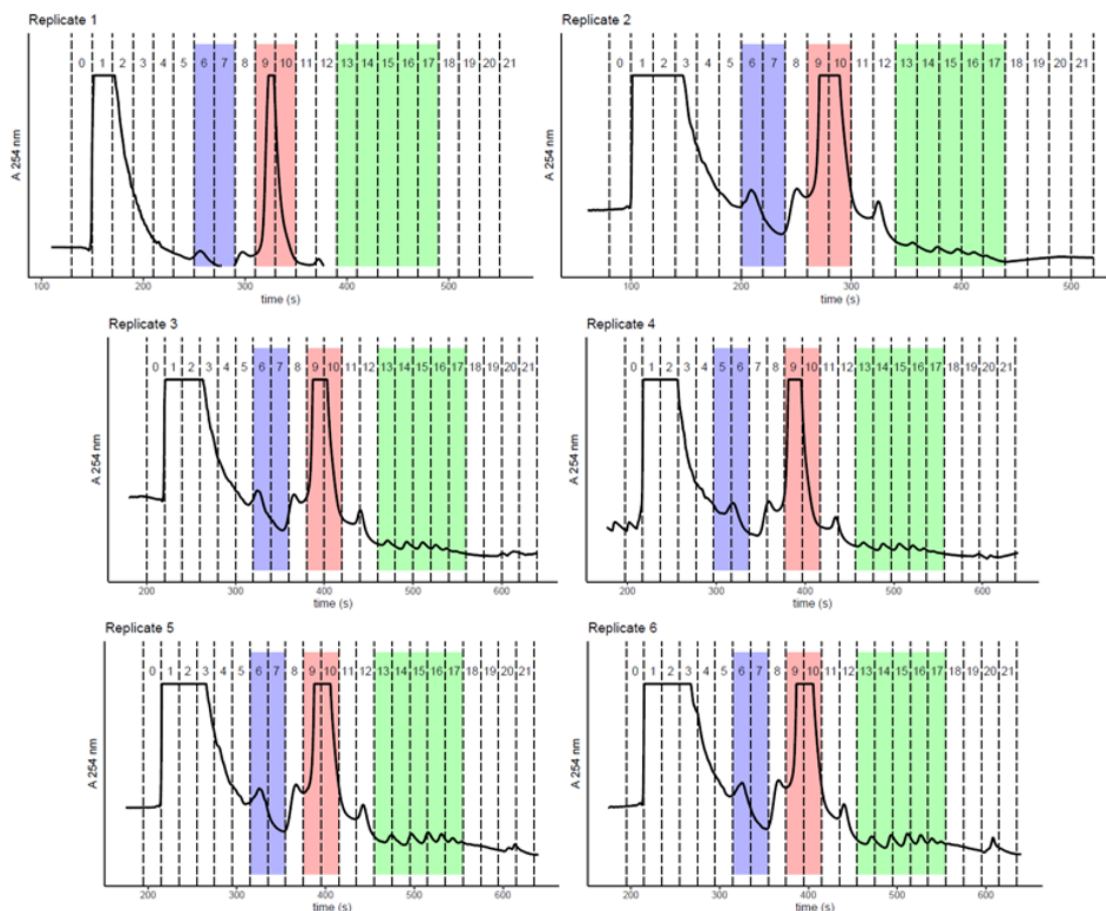 Replicate 1
0 1 2 3 4 5 6 7 8 9 10 11 12 13 14 15 16 17 18 19 20 21
A 254 nm
100 200 300 400 500
time (s)
Replicate 2
0 1 2 3 4 5 6 7 8 9 10 11 12 13 14 15 16 17 18 19 20 21
A 254 nm
100 200 300 400 500
time (s)
Replicate 3
0 1 2 3 4 5 6 7 8 9 10 11 12 13 14 15 16 17 18 19 20 21
A 254 nm
200 300 400 500 600
time (s)
Replicate 4
0 1 2 3 4 5 6 7 8 9 10 11 12 13 14 15 16 17 18 19 20 21
A 254 nm
200 300 400 500 600
time (s)
Replicate 5
0 1 2 3 4 5 6 7 8 9 10 11 12 13 14 15 16 17 18 19 20 21
A 254 nm
200 300 400 500 600
time (s)
Replicate 6
0 1 2 3 4 5 6 7 8 9 10 11 12 13 14 15 16 17 18 19 20 21
A 254 nm
200 300 400 500 600
time (s)